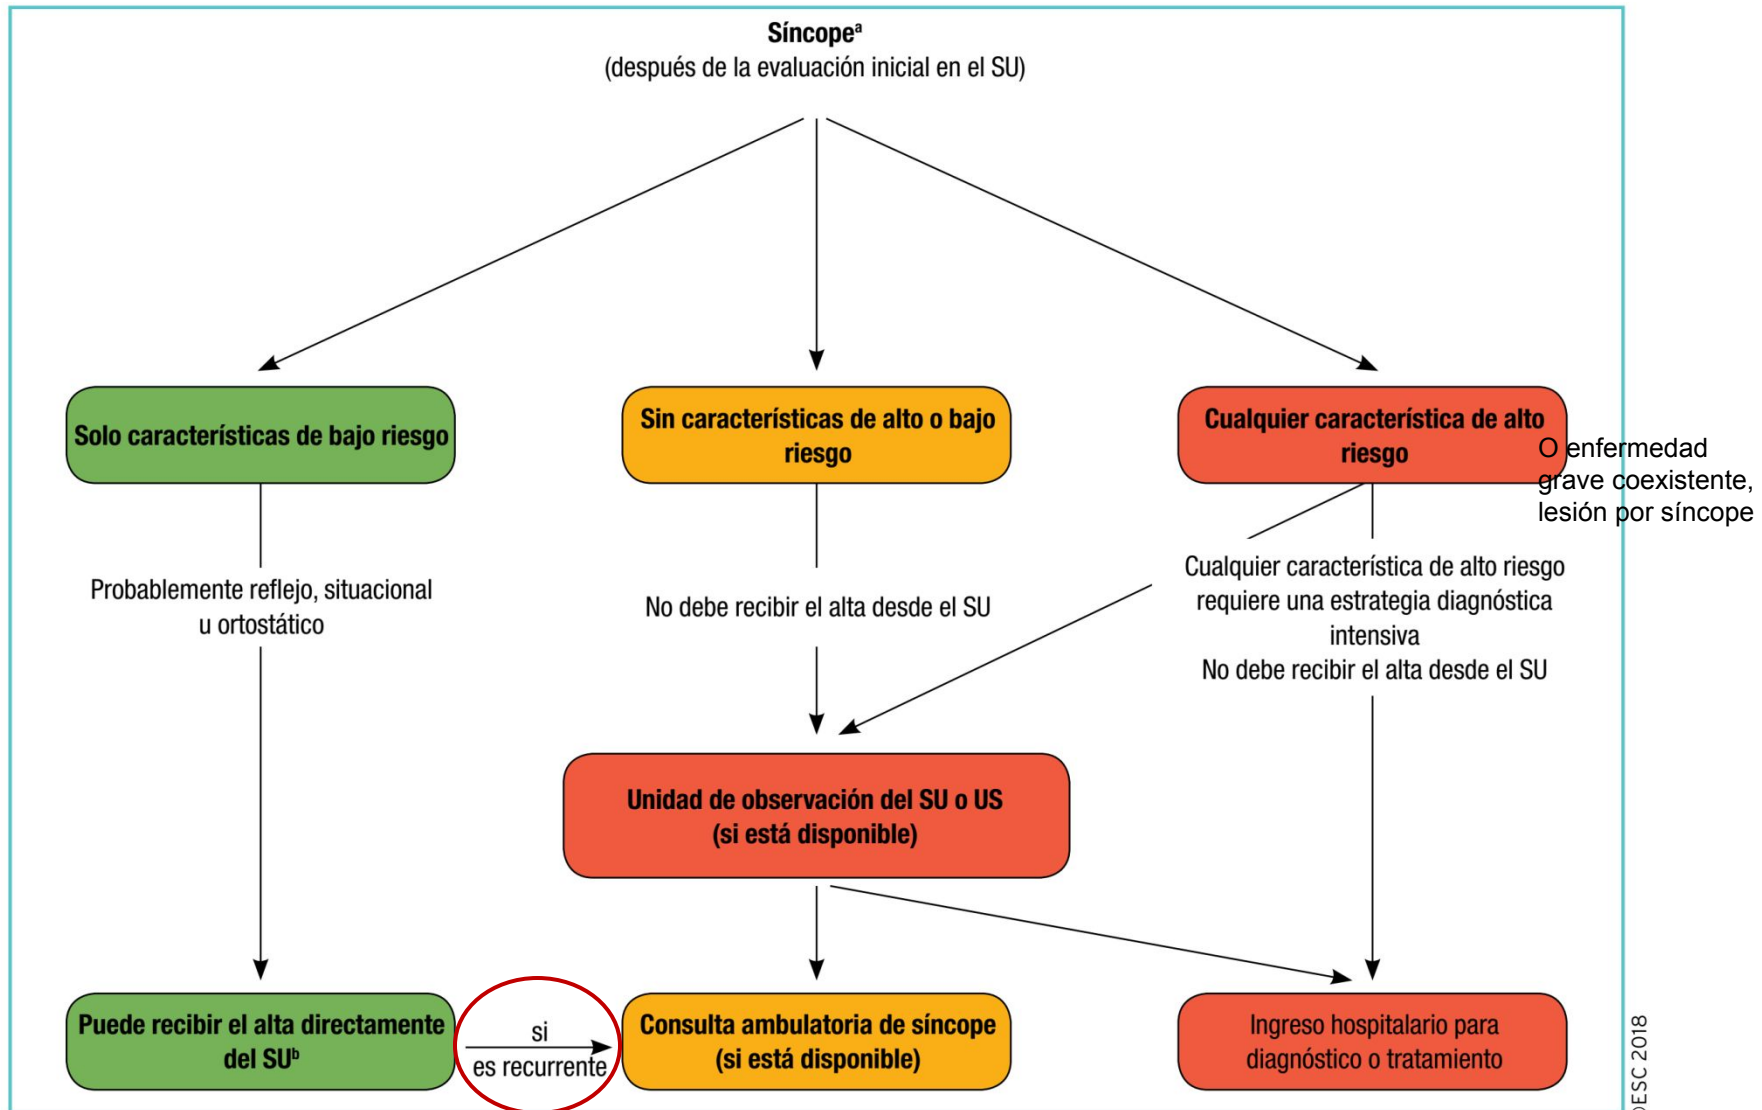 Síncopeᵃ
(después de la evaluación inicial en el SU)
Solo características de bajo riesgo
Sin características de alto o bajo
riesgo
Cualquier característica de alto
riesgo
O enfermedad
grave coexistente,
lesión por síncope
Probablemente reflejo, situacional
u ortostático
No debe recibir el alta desde el SU
Cualquier característica de alto riesgo
requiere una estrategia diagnóstica
intensiva
No debe recibir el alta desde el SU
Unidad de observación del SU o US
(si está disponible)
Puede recibir el alta directamente
del SUᵇ
si
es recurrente
Consulta ambulatoria de síncope
(si está disponible)
Ingreso hospitalario para
diagnóstico o tratamiento
ESC 2018